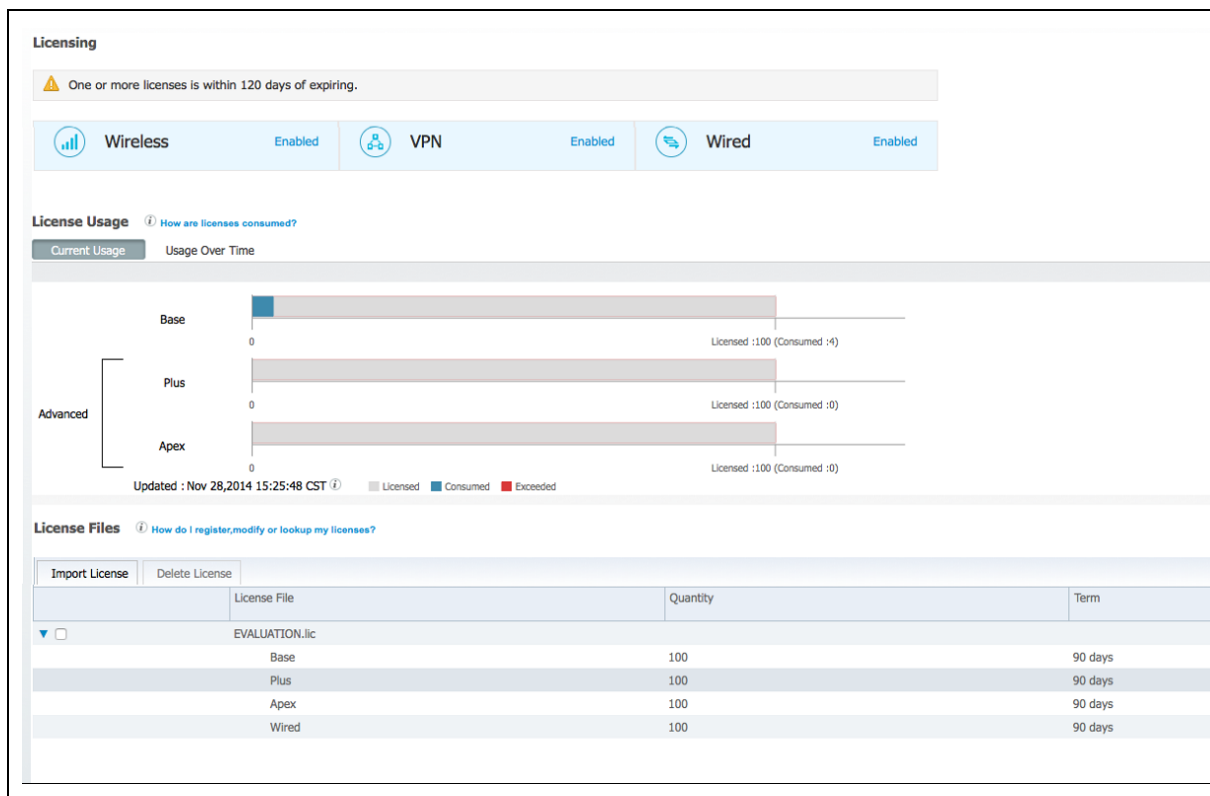 Licensing
One or more licenses is within 120 days of expiring.
Wireless Enabled VPN Enabled Wired Enabled
License Usage i How are licenses consumed?
Current Usage Usage Over Time
Base
0 Licensed :100 (Consumed :4)
Plus
0 Licensed :100 (Consumed :0)
Advanced
Apex
0 Licensed :100 (Consumed :0)
Updated : Nov 28,2014 15:25:48 CST i Licensed Consumed Exceeded
License Files i How do I register,modify or lookup my licenses?
Import License Delete License
License File Quantity Term
EVALUATION.lic
Base 100 90 days
Plus 100 90 days
Apex 100 90 days
Wired 100 90 days